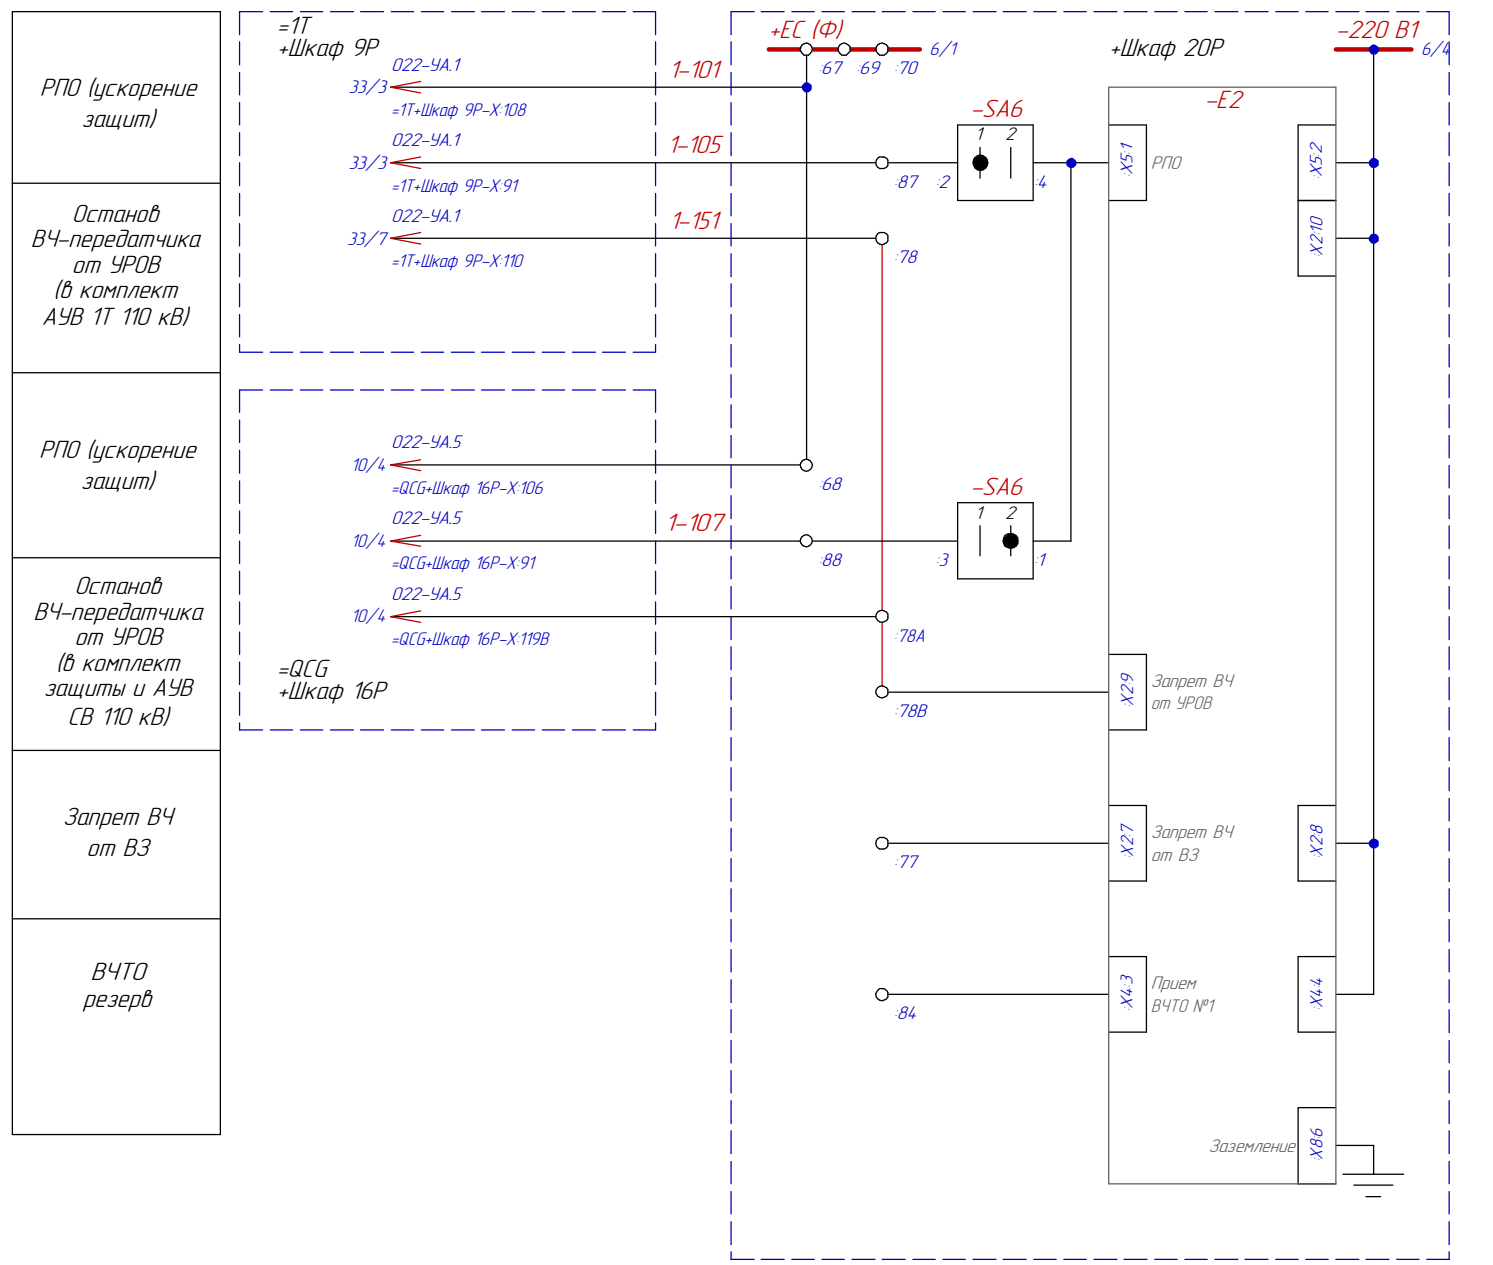 РПО (ускорение
защит)
Останов
ВЧ-передатчика
от УРОВ
(в комплект
АУВ 1Т 110 кВ)
РПО (ускорение
защит)
Останов
ВЧ-передатчика
от УРОВ
(в комплект
защиты и АУВ
СВ 110 кВ)
Запрет ВЧ
от ВЗ
ВЧТО
резерв
=1Т
+Шкаф 9Р
022-УА.1
33/3
1-101
=1Т+Шкаф 9Р-Х:108
022-УА.1
33/3
1-105
=1Т+Шкаф 9Р-Х:91
022-УА.1
33/7
1-151
=1Т+Шкаф 9Р-Х:110
022-УА.5
10/4
=QCG+Шкаф 16Р-Х:106
022-УА.5
10/4
1-107
=QCG+Шкаф 16Р-Х:91
022-УА.5
10/4
=QCG+Шкаф 16Р-Х:119В
=QCG
+Шкаф 16Р
+ЕС (Ф)
6/1
:67 :69 :70
+Шкаф 20Р
-220 В1
6/4
-E2
-SA6
1 2
:87 :2 :4
:78
:68
-SA6
1 2
:88 :3 :1
:78А
:78В
:77
:84
:X5:1
РПО
:X5:2
:X2:10
:X2:9
Запрет ВЧ
от УРОВ
:X2:7
Запрет ВЧ
от ВЗ
:X2:8
:X4:3
Прием
ВЧТО №1
:X4:4
Заземление
:X8:6